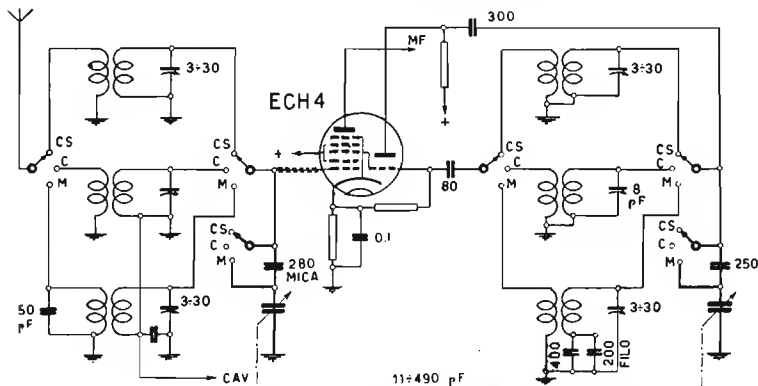 300
MF
3÷30
3÷30
ECH4
+
+
CS
C
M
CS
C
M
80
CS
C
M
8
pF
CS
C
M
CS
C
M
0.1
280
MICA
CS
C
M
250
50
pF
3÷30
3÷30
400
200
FILO
CAV
11÷490 pF